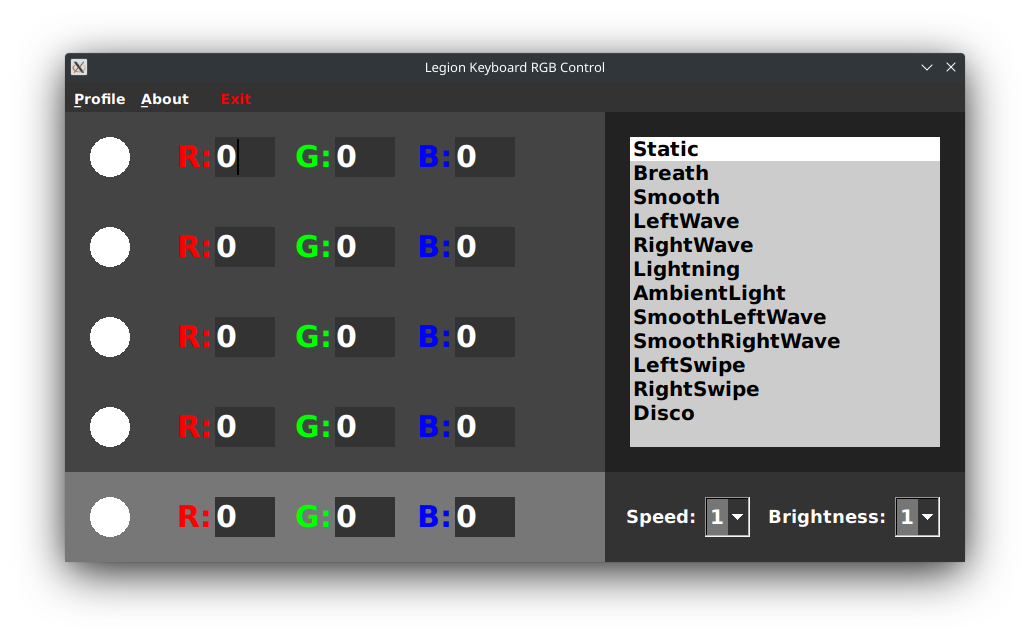 Legion Keyboard RGB Control
Profile About Exit
R: 0 G: 0 B: 0
R: 0 G: 0 B: 0
R: 0 G: 0 B: 0
R: 0 G: 0 B: 0
R: 0 G: 0 B: 0
Static
Breath
Smooth
LeftWave
RightWave
Lightning
AmbientLight
SmoothLeftWave
SmoothRightWave
LeftSwipe
RightSwipe
Disco
Speed: 1 Brightness: 1